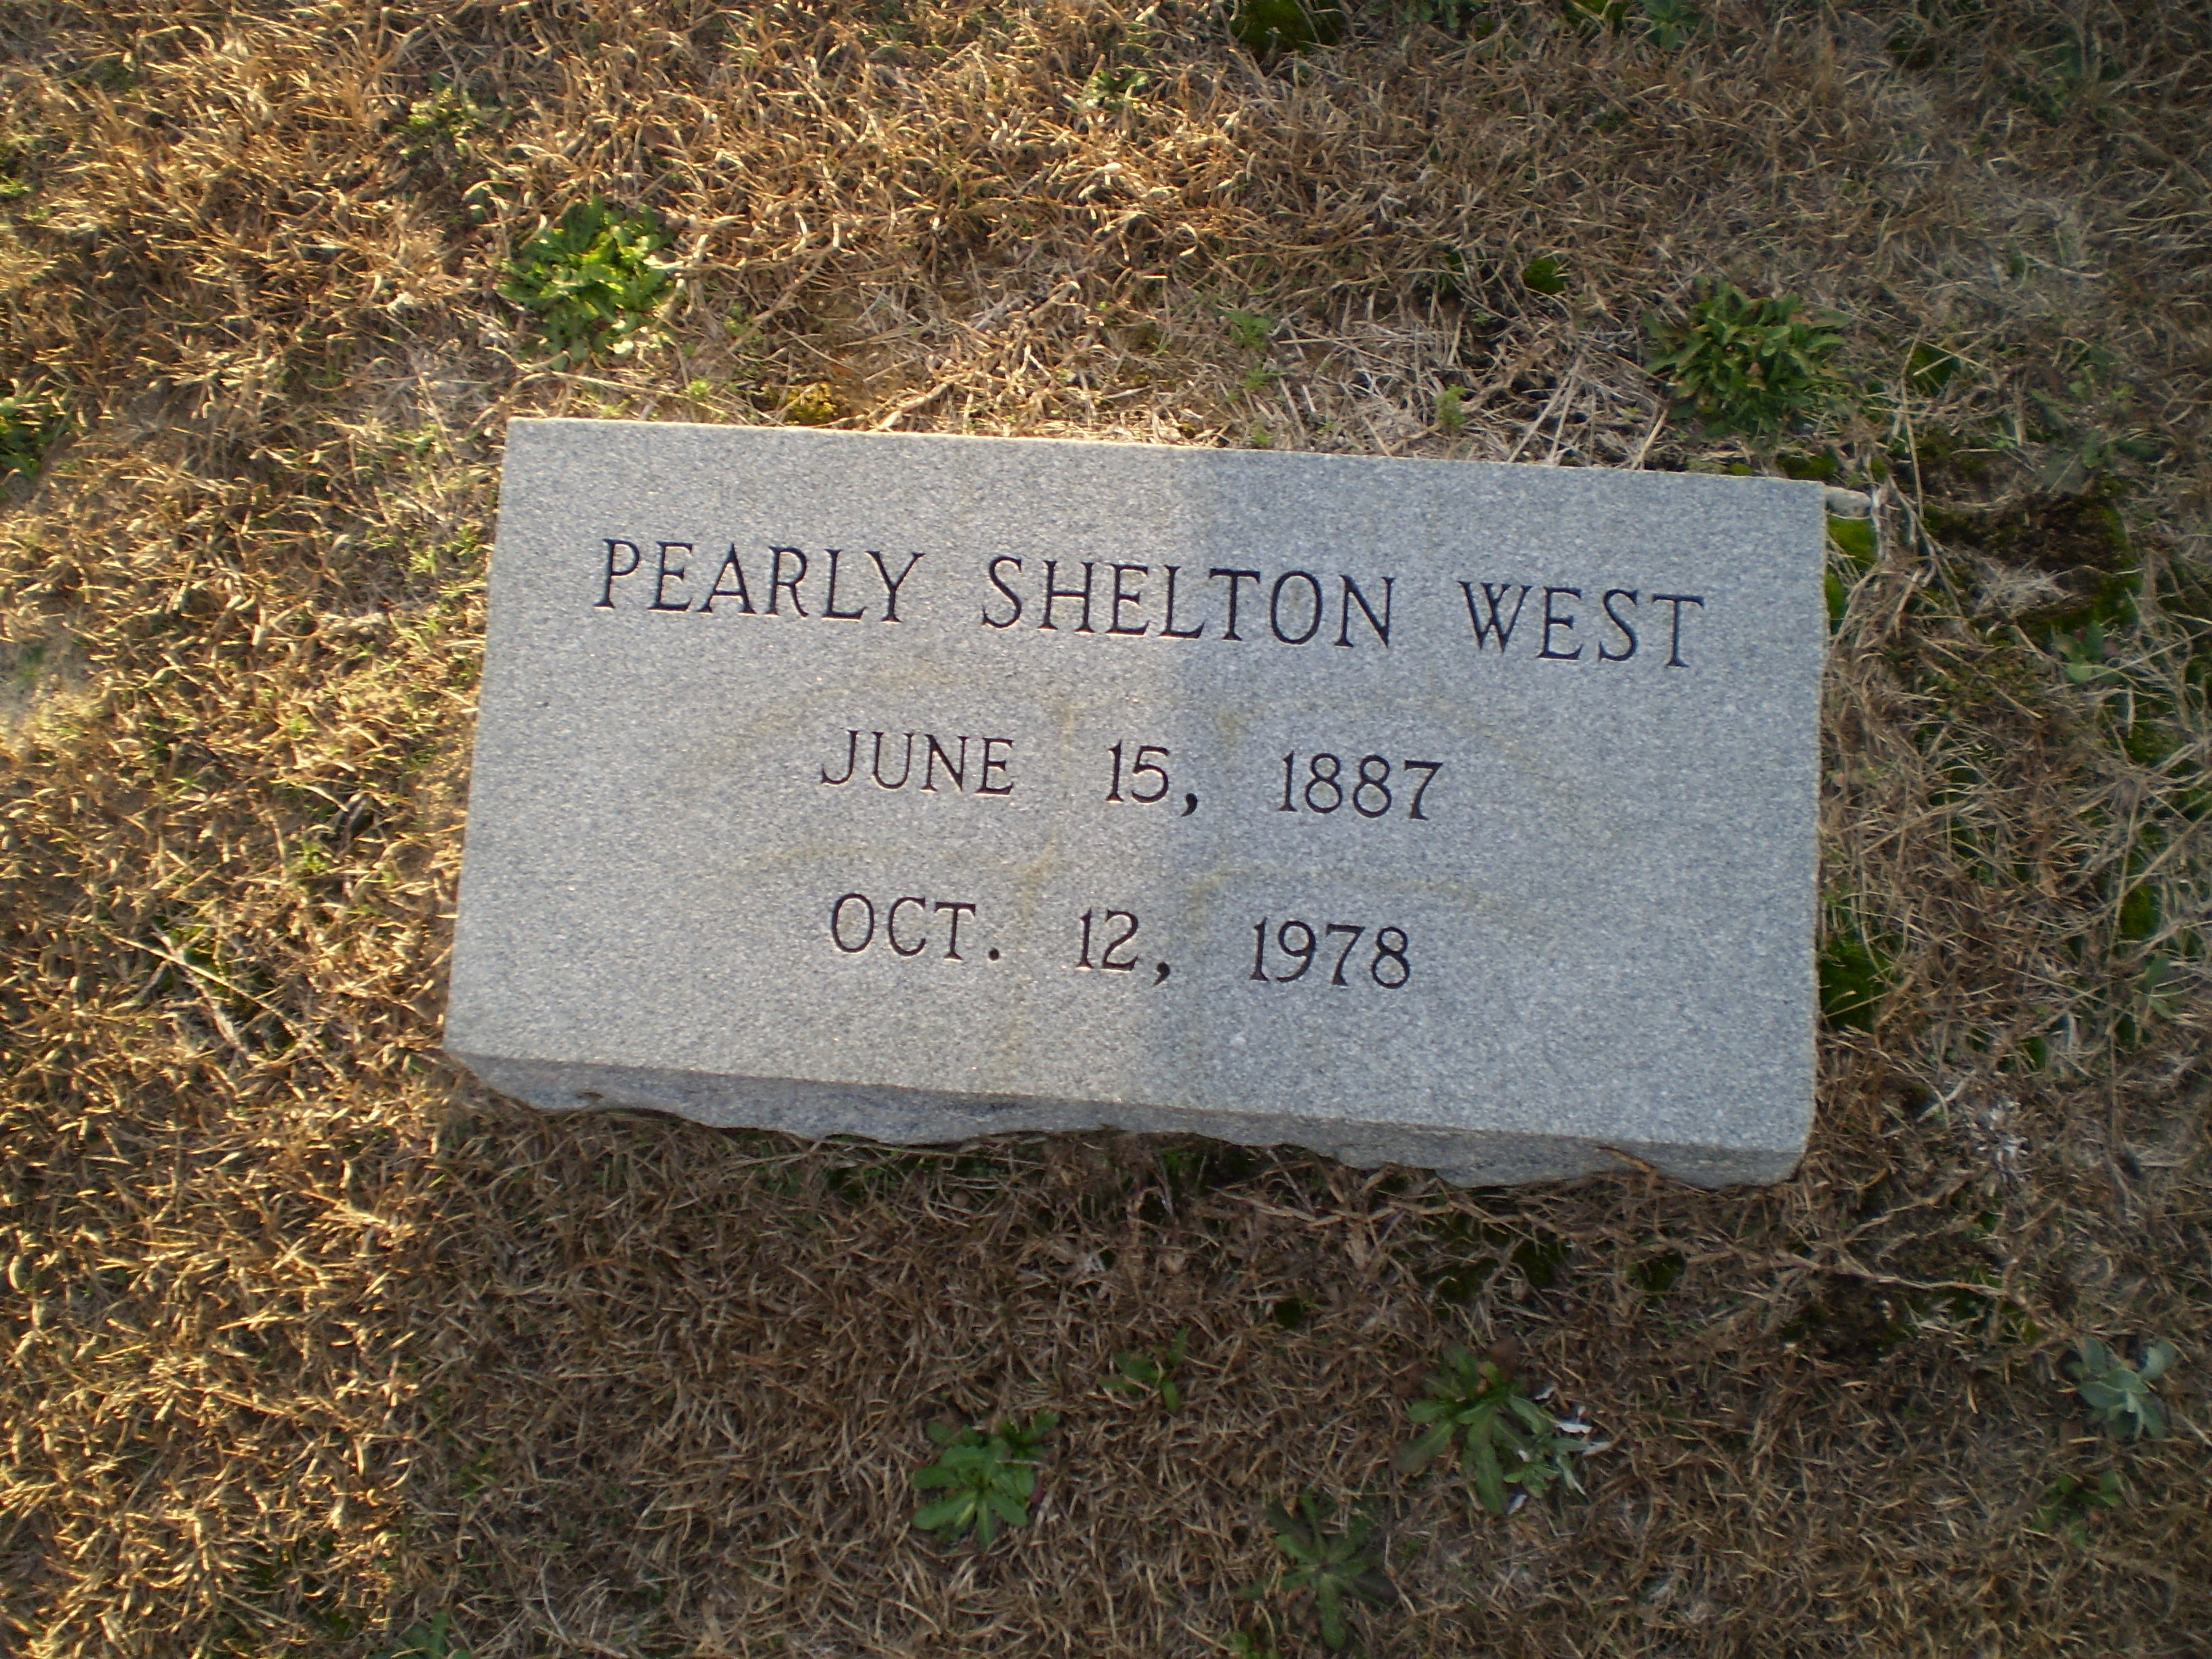 PEARLY SHELTON WEST
JUNE 15, 1887
OCT. 12, 1978